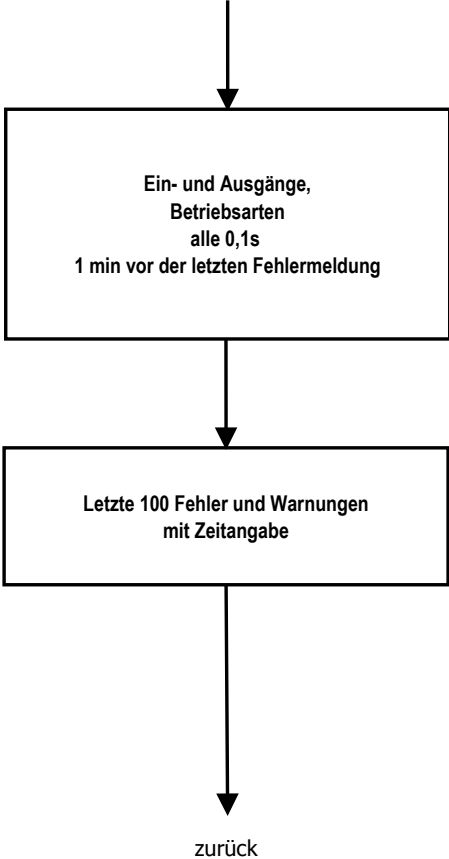 Ein- und Ausgänge,
Betriebsarten
alle 0,1s
1 min vor der letzten Fehlermeldung
Letzte 100 Fehler und Warnungen
mit Zeitangabe
zurück